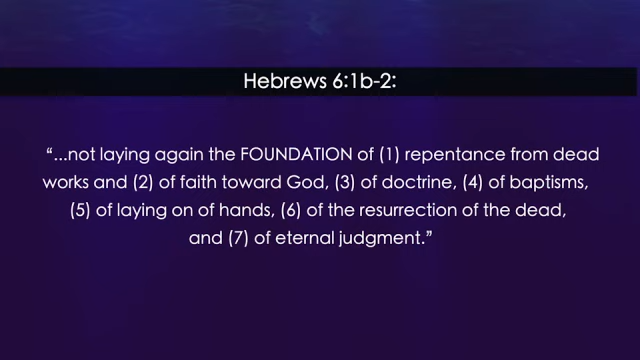 Hebrews 6:1b-2:
“...not laying again the FOUNDATION of (1) repentance from dead
works and (2) of faith toward God, (3) of doctrine, (4) of baptisms,
(5) of laying on of hands, (6) of the resurrection of the dead,
and (7) of eternal judgment.”